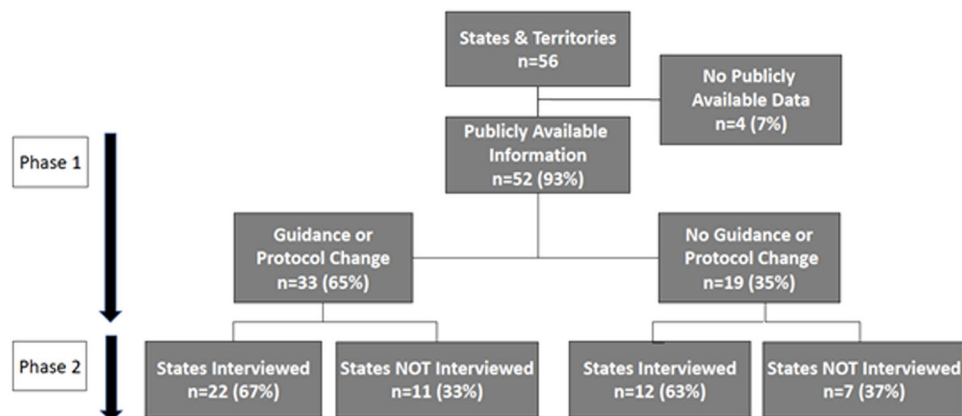 States & Territories
n=56
No Publicly
Available Data
n=4 (7%)
Phase 1
Publicly Available
Information
n=52 (93%)
Guidance or
Protocol Change
n=33 (65%)
No Guidance or
Protocol Change
n=19 (35%)
Phase 2
States Interviewed
n=22 (67%)
States NOT Interviewed
n=11 (33%)
States Interviewed
n=12 (63%)
States NOT Interviewed
n=7 (37%)